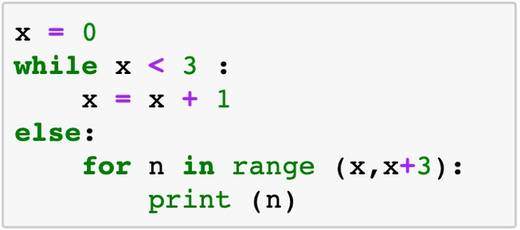 x = 0
while x < 3 :
    x = x + 1
else:
    for n in range (x,x+3):
        print (n)